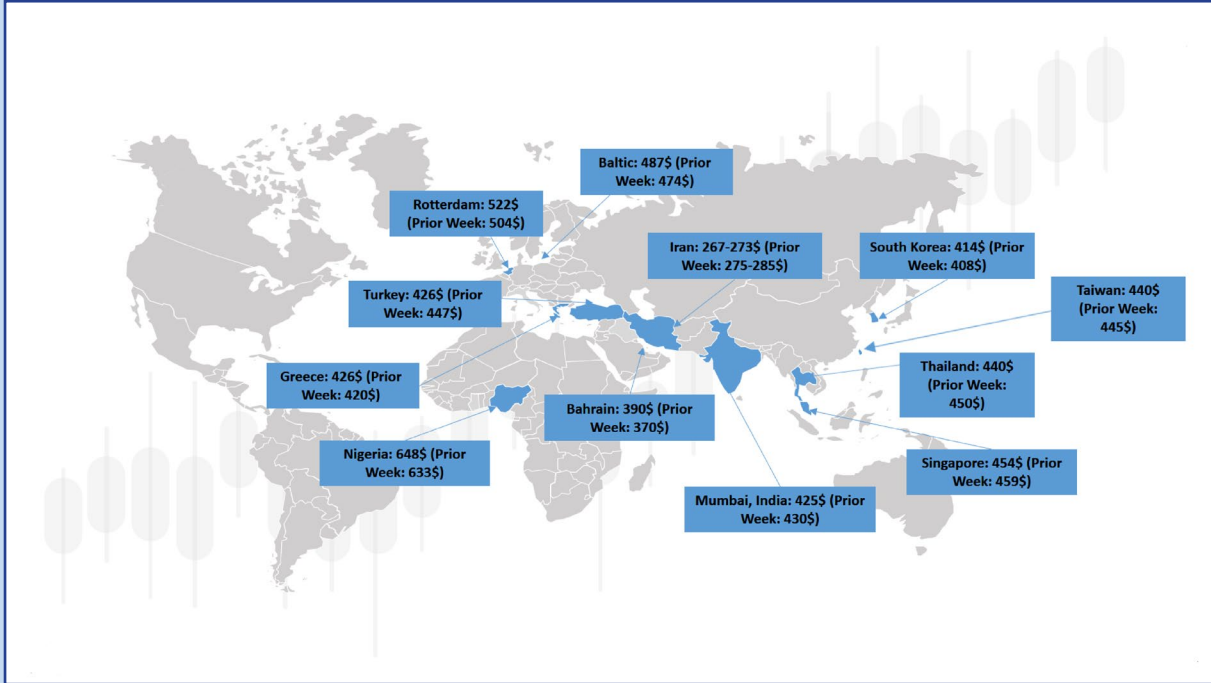 Baltic: 487$ (Prior
Week: 474$)
Rotterdam: 522$
(Prior Week: 504$)
Iran: 267-273$ (Prior
Week: 275-285$)
South Korea: 414$ (Prior
Week: 408$)
Turkey: 426$ (Prior
Week: 447$)
Taiwan: 440$
(Prior Week:
445$)
Greece: 426$ (Prior
Week: 420$)
Thailand: 440$
(Prior Week:
450$)
Bahrain: 390$ (Prior
Week: 370$)
Nigeria: 648$ (Prior
Week: 633$)
Singapore: 454$ (Prior
Week: 459$)
Mumbai, India: 425$ (Prior
Week: 430$)